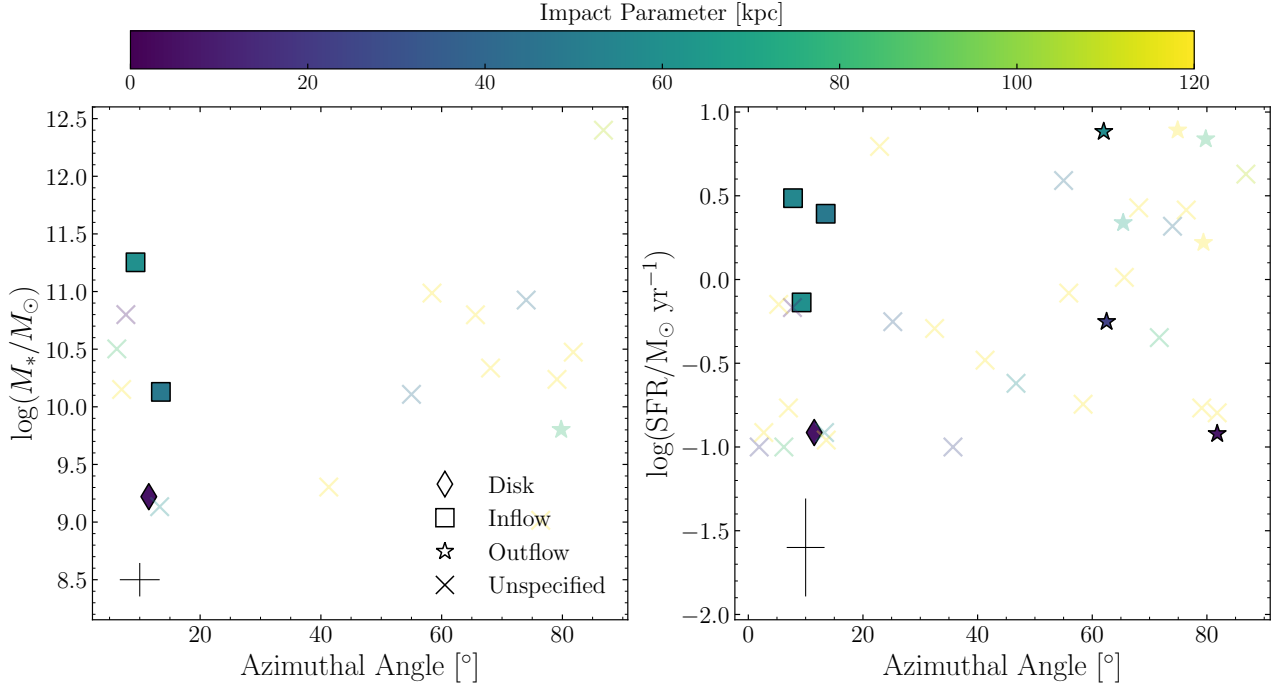 Impact Parameter [kpc]
0 20 40 60 80 100 120
log(M∗/M⊙)
12.5
12.0
11.5
11.0
10.5
10.0
9.5
9.0
8.5
Disk
Inflow
Outflow
Unspecified
20 40 60 80
Azimuthal Angle [°]
log(SFR/M⊙ yr⁻¹)
1.0
0.5
0.0
−0.5
−1.0
−1.5
−2.0
0 20 40 60 80
Azimuthal Angle [°]